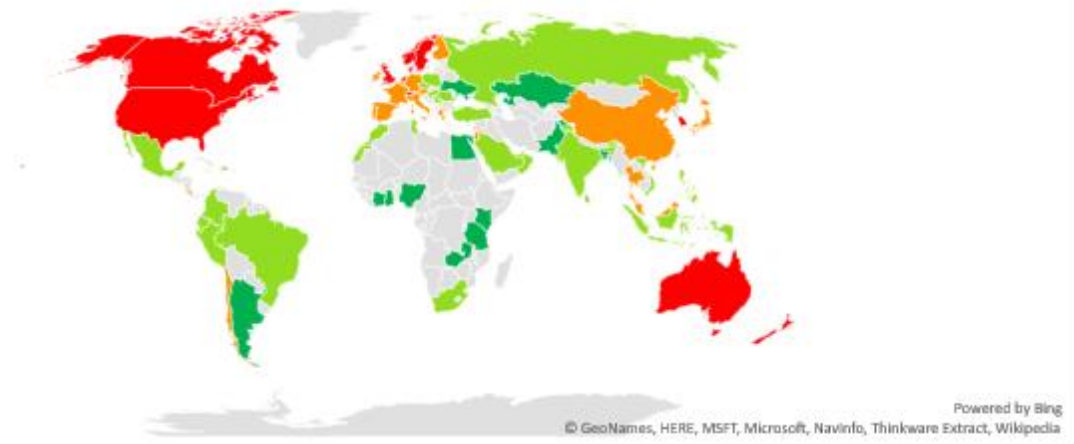 Powered by Bing
© GeoNames, HERE, MSFT, Microsoft, NavInfo, Thinkware Extract, Wikipedia